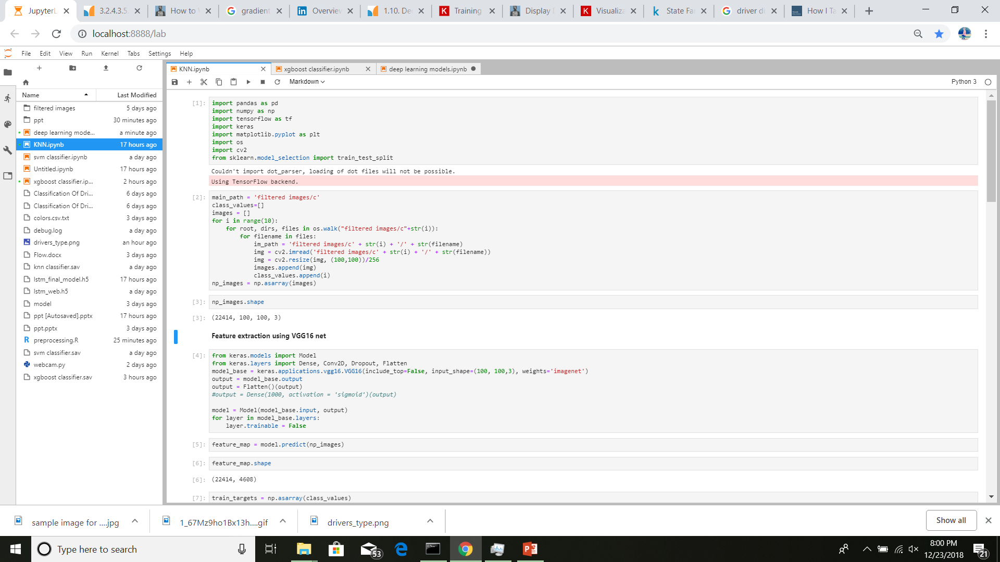 JupyterL
3.2.4.3.5
How to
gradient
Overview
1.10. De
Training
Display
Visualiza
State Fa
driver di
How I Ta
localhost:8888/lab
File Edit View Run Kernel Tabs Settings Help
KNN.ipynb
xgboost classifier.ipynb
deep learning models.ipynb
Markdown
Python 3
Name Last Modified
filtered images 5 days ago
ppt 30 minutes ago
deep learning mode... a minute ago
KNN.ipynb 17 hours ago
svm classifier.ipynb a day ago
Untitled.ipynb 17 hours ago
xgboost classifier.ip... 2 hours ago
Classification Of Dri... 6 days ago
Classification Of Dri... 6 days ago
colors.csv.txt 3 days ago
debug.log a day ago
drivers_type.png an hour ago
Flow.docx 3 days ago
knn classifier.sav a day ago
lstm_final_model.h5 17 hours ago
lstm_web.h5 a day ago
model 3 days ago
ppt [Autosaved].pptx 17 hours ago
ppt.pptx 3 days ago
preprocessing.R 25 minutes ago
svm classifier.sav a day ago
webcam.py 2 days ago
xgboost classifier.sav 3 hours ago
[1]: import pandas as pd
import numpy as np
import tensorflow as tf
import keras
import matplotlib.pyplot as plt
import os
import cv2
from sklearn.model_selection import train_test_split
Couldn't import dot_parser, loading of dot files will not be possible.
Using TensorFlow backend.
[2]: main_path = 'filtered images/c'
class_values=[]
images = []
for i in range(10):
    for root, dirs, files in os.walk("filtered images/c"+str(i)):
        for filename in files:
            im_path = 'filtered images/c' + str(i) + '/' + str(filename)
            img = cv2.imread('filtered images/c' + str(i) + '/' + str(filename))
            img = cv2.resize(img, (100,100))/256
            images.append(img)
            class_values.append(i)
np_images = np.asarray(images)
[3]: np_images.shape
[3]: (22414, 100, 100, 3)
Feature extraction using VGG16 net
[4]: from keras.models import Model
from keras.layers import Dense, Conv2D, Dropout, Flatten
model_base = keras.applications.vgg16.VGG16(include_top=False, input_shape=(100, 100,3), weights='imagenet')
output = model_base.output
output = Flatten()(output)
#output = Dense(1000, activation = 'sigmoid')(output)
model = Model(model_base.input, output)
for layer in model_base.layers:
    layer.trainable = False
[5]: feature_map = model.predict(np_images)
[6]: feature_map.shape
[6]: (22414, 4608)
[7]: train_targets = np.asarray(class_values)
sample image for ....jpg
1_67Mz9ho1Bx13h....gif
drivers_type.png
Show all
Type here to search
53
8:00 PM
12/23/2018
21